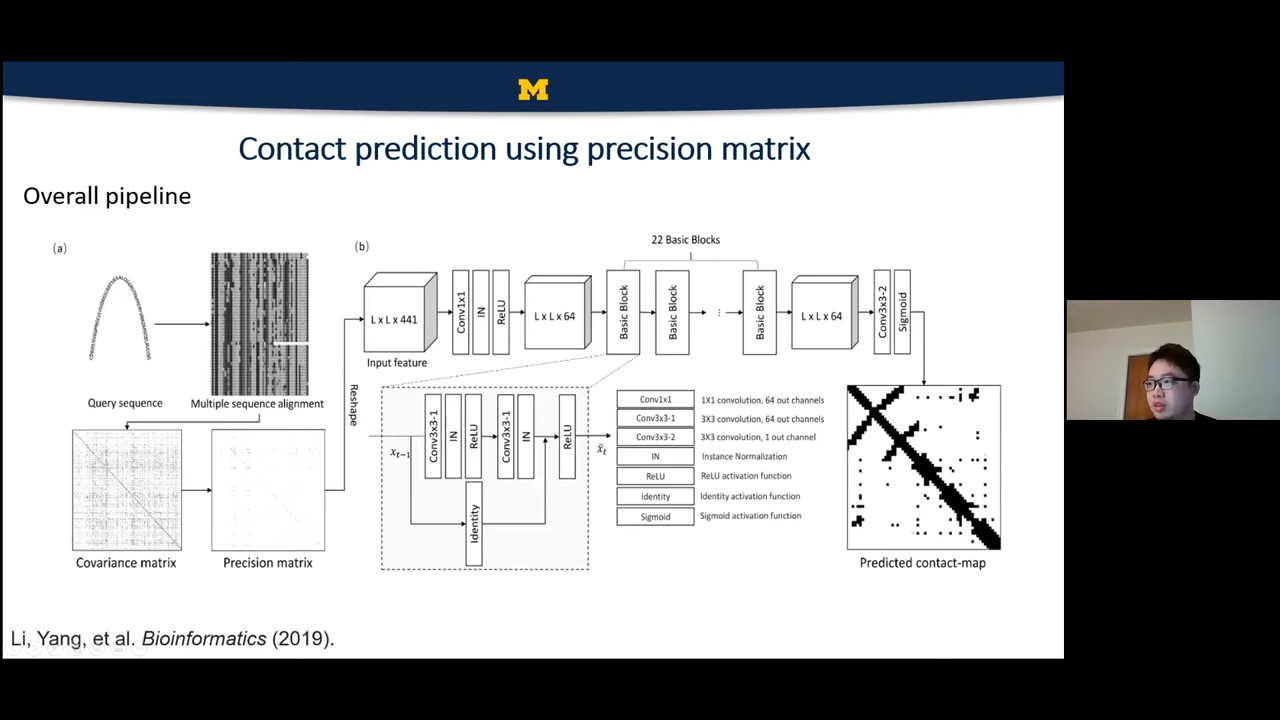 M
Contact prediction using precision matrix
Overall pipeline
(a)
Query sequence
Multiple sequence alignment
Covariance matrix
Precision matrix
Reshape
(b)
22 Basic Blocks
L x L x 441
Input feature
Conv1x1
IN
ReLU
L x L x 64
Basic Block
Basic Block
...
Basic Block
L x L x 64
Conv3x3-2
Sigmoid
Conv3x3-1
IN
ReLU
Conv3x3-1
IN
ReLU
Identity
Conv1x1 1X1 convolution, 64 out channels
Conv3x3-1 3X3 convolution, 64 out channels
Conv3x3-2 3X3 convolution, 1 out channel
IN Instance Normalization
ReLU ReLU activation function
Identity Identity activation function
Sigmoid Sigmoid activation function
Predicted contact-map
Li, Yang, et al. Bioinformatics (2019).